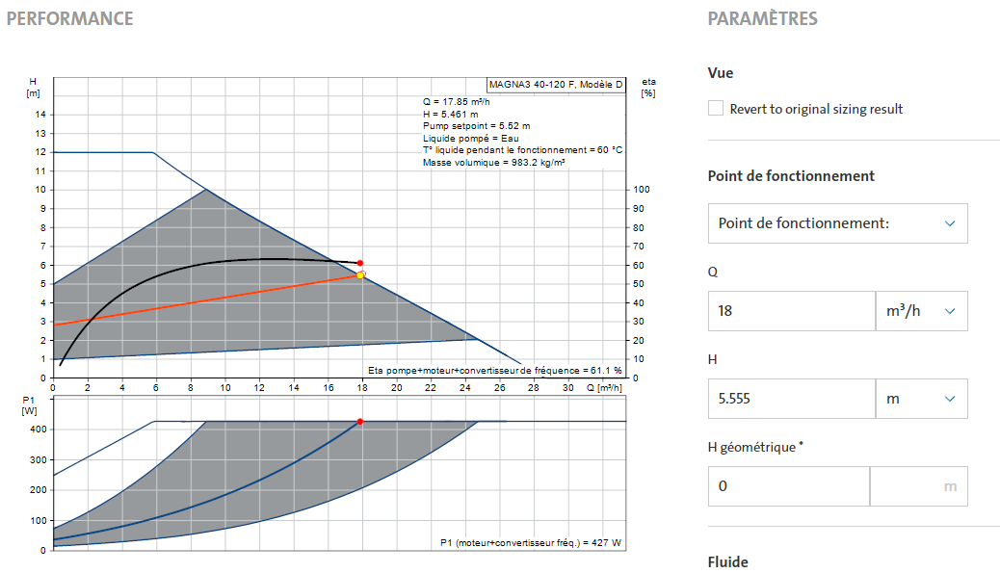 PERFORMANCE
H
[m]
MAGNA3 40-120 F, Modèle D
eta
[%]
Q = 17.85 m³/h
H = 5.461 m
Pump setpoint = 5.52 m
Liquide pompé = Eau
T° liquide pendant le fonctionnement = 60 °C
Masse volumique = 983.2 kg/m³
14
13
12
11
10
9
8
7
6
5
4
3
2
1
0
100
90
80
70
60
50
40
30
20
10
0
Eta pompe+moteur+convertisseur de fréquence = 61.1 %
0 2 4 6 8 10 12 14 16 18 20 22 24 26 28 30 Q [m³/h]
P1
[W]
400
300
200
100
0
P1 (moteur+convertisseur fréq.) = 427 W
PARAMÈTRES
Vue
Revert to original sizing result
Point de fonctionnement
Point de fonctionnement:
Q
18 m³/h
H
5.555 m
H géométrique *
0 m
Fluide